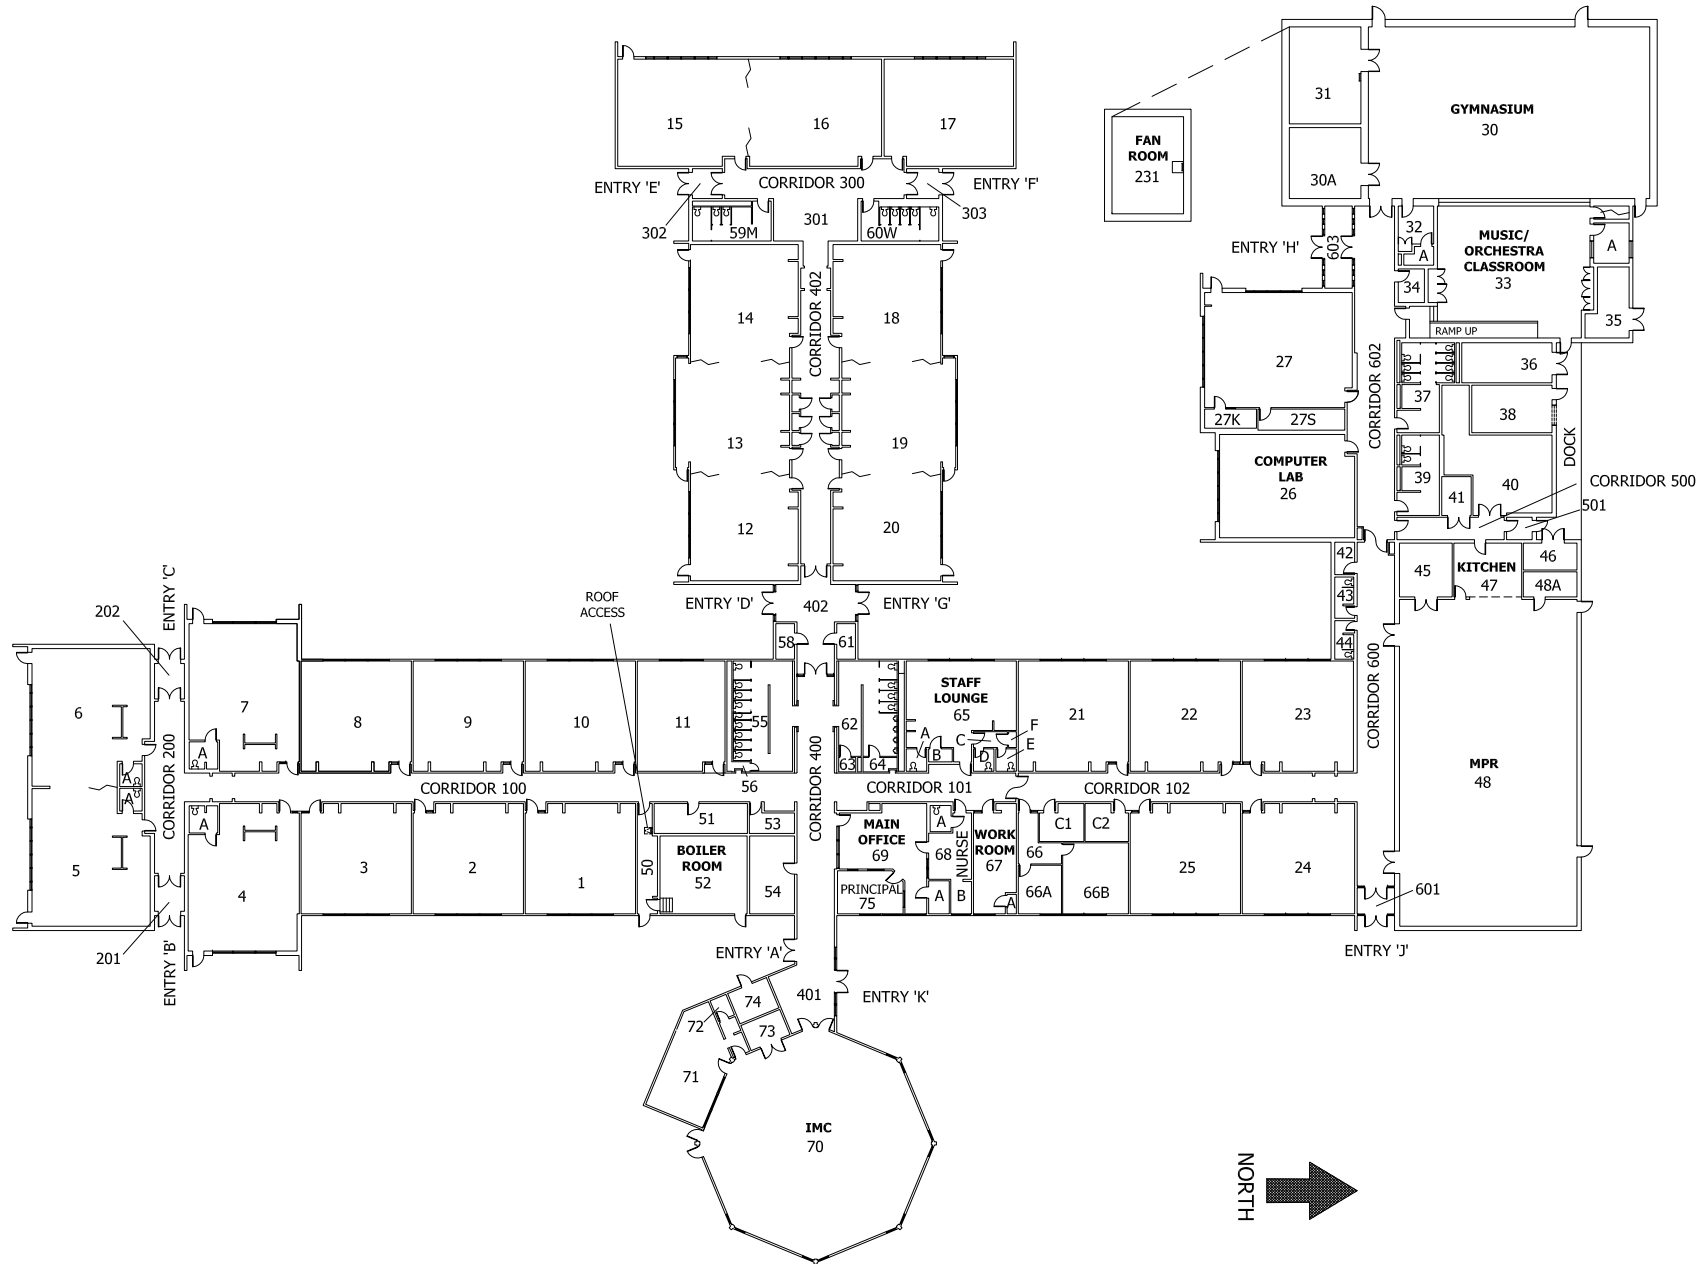 31
GYMNASIUM
30
15
16
17
FAN
ROOM
231
30A
ENTRY 'E'
CORRIDOR 300
ENTRY 'F'
302
59M
301
60W
303
ENTRY 'H'
603
32
A
MUSIC/
ORCHESTRA
CLASSROOM
33
A
34
35
RAMP UP
14
CORRIDOR 402
18
27
CORRIDOR 602
36
37
38
27K
27S
13
19
DOCK
COMPUTER
LAB
26
39
40
41
CORRIDOR 500
501
12
20
42
45
KITCHEN
47
46
48A
43
44
ENTRY 'C'
202
ROOF
ACCESS
ENTRY 'D'
402
ENTRY 'G'
58
61
6
7
8
9
10
11
55
62
STAFF
LOUNGE
65
A
B
C
D
E
F
21
22
23
CORRIDOR 600
MPR
48
A
A
A
CORRIDOR 200
CORRIDOR 100
56
CORRIDOR 400
63
64
CORRIDOR 101
CORRIDOR 102
A
5
4
3
2
1
50
51
53
BOILER
ROOM
52
54
MAIN
OFFICE
69
A
68
NURSE
WORK
ROOM
67
C1
C2
66
66A
66B
25
24
PRINCIPAL
75
A
B
A
601
201
ENTRY 'B'
ENTRY 'A'
ENTRY 'J'
401
ENTRY 'K'
74
72
73
71
IMC
70
NORTH